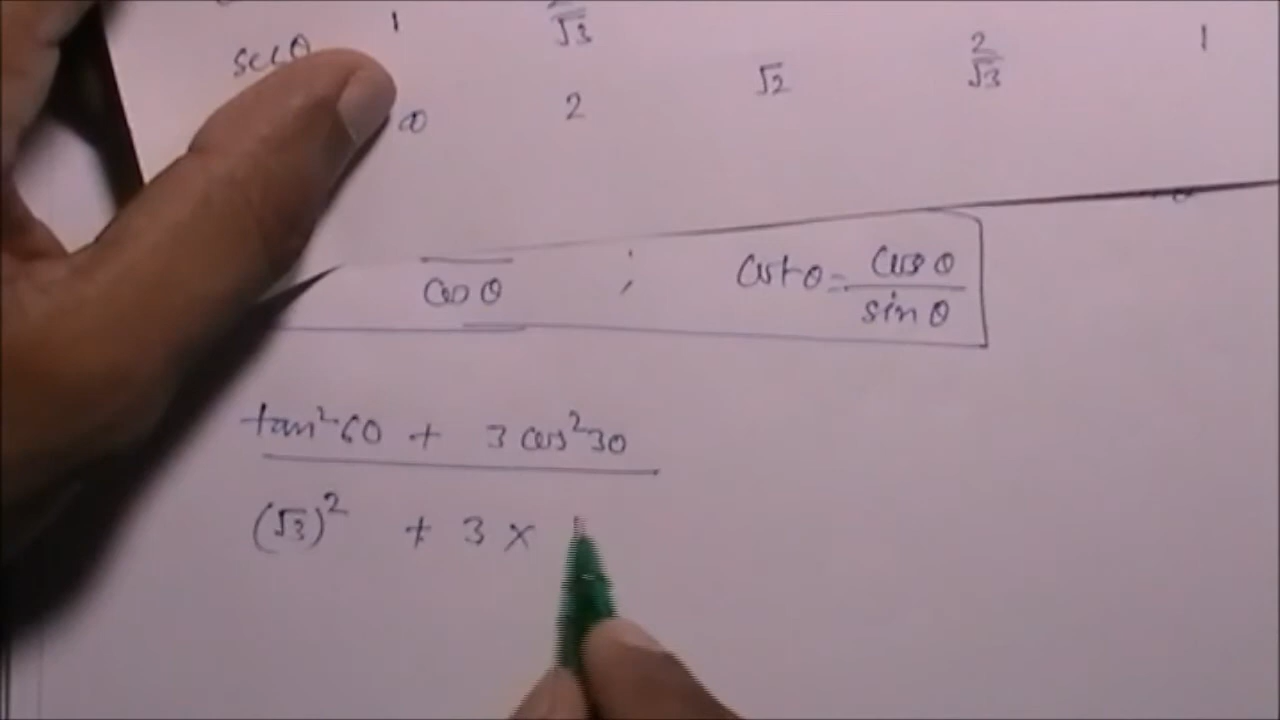 1 2/√3
secθ √2 2/√3 1
∞ 2
cosθ ; cotθ = cosθ/sinθ
tan²60 + 3cos²30
(√3)² + 3 ×